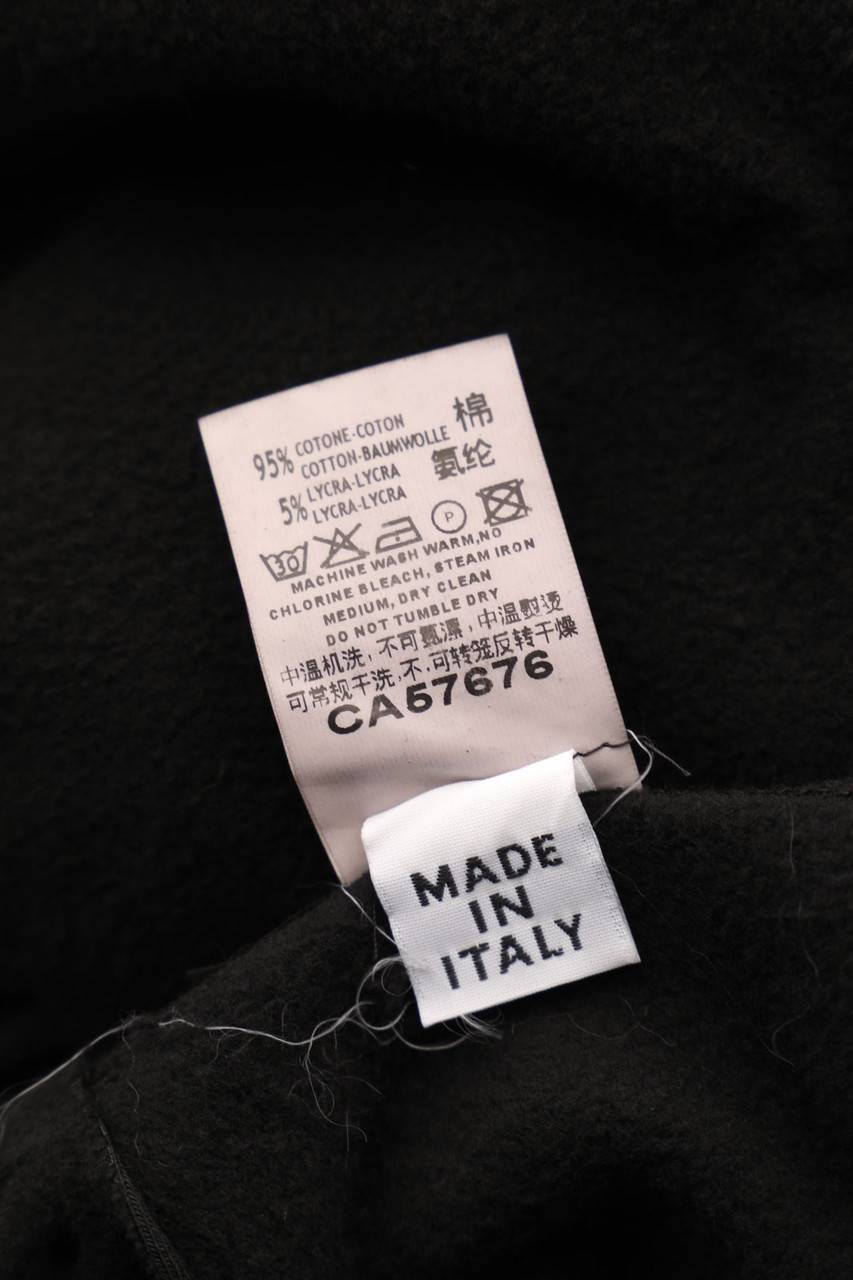 95% COTONE-COTON 棉
COTTON-BAUMWOLLE
5% LYCRA-LYCRA 氨纶
LYCRA-LYCRA
30 P
MACHINE WASH WARM,NO
CHLORINE BLEACH, STEAM IRON
MEDIUM, DRY CLEAN
DO NOT TUMBLE DRY
中温机洗,不可氯漂,中温熨烫
可常规干洗,不.可转笼反转干燥
CA57676
MADE
IN
ITALY